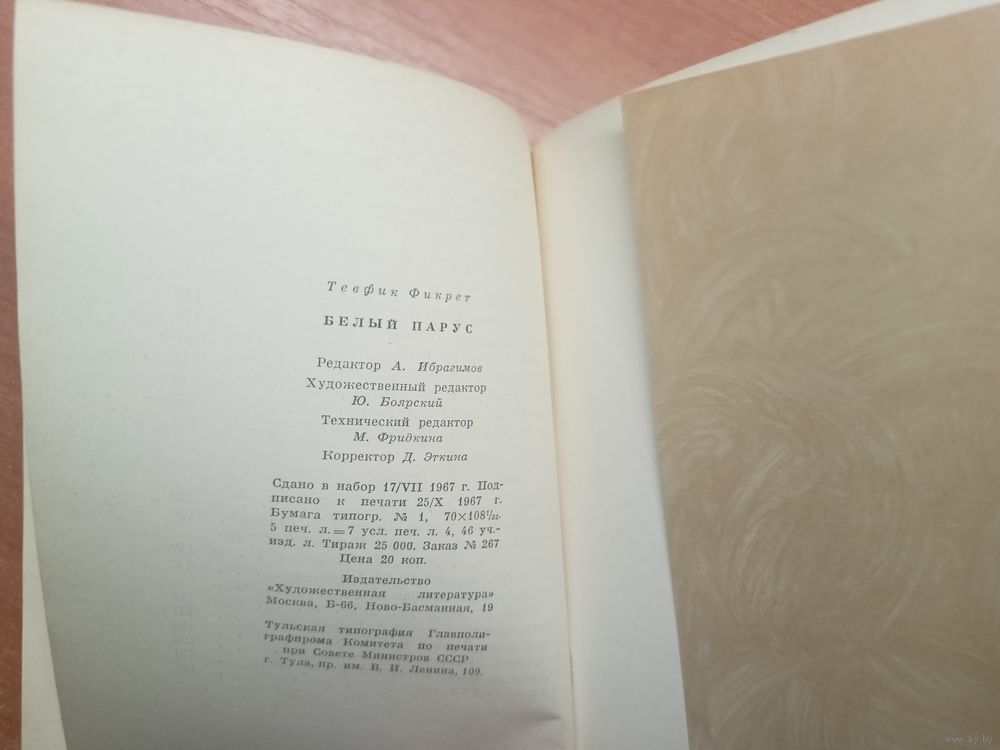 Тевфик Фикрет
БЕЛЫЙ ПАРУС
Редактор А. Ибрагимов
Художественный редактор
Ю. Боярский
Технический редактор
М. Фридкина
Корректор Д. Эткина
Сдано в набор 17/VII 1967 г. Под-
писано к печати 25/X 1967 г.
Бумага типогр. № 1, 70×108¹/₃₂.
5 печ. л.=7 усл. печ. л. 4, 46 уч.-
изд. л. Тираж 25 000. Заказ № 267
Цена 20 коп.
Издательство
«Художественная литература»
Москва, Б-66, Ново-Басманная, 19
Тульская типография Главполи-
графпрома Комитета по печати
при Совете Министров СССР
г. Тула, пр. им. В. И. Ленина, 109.
www.ay.by